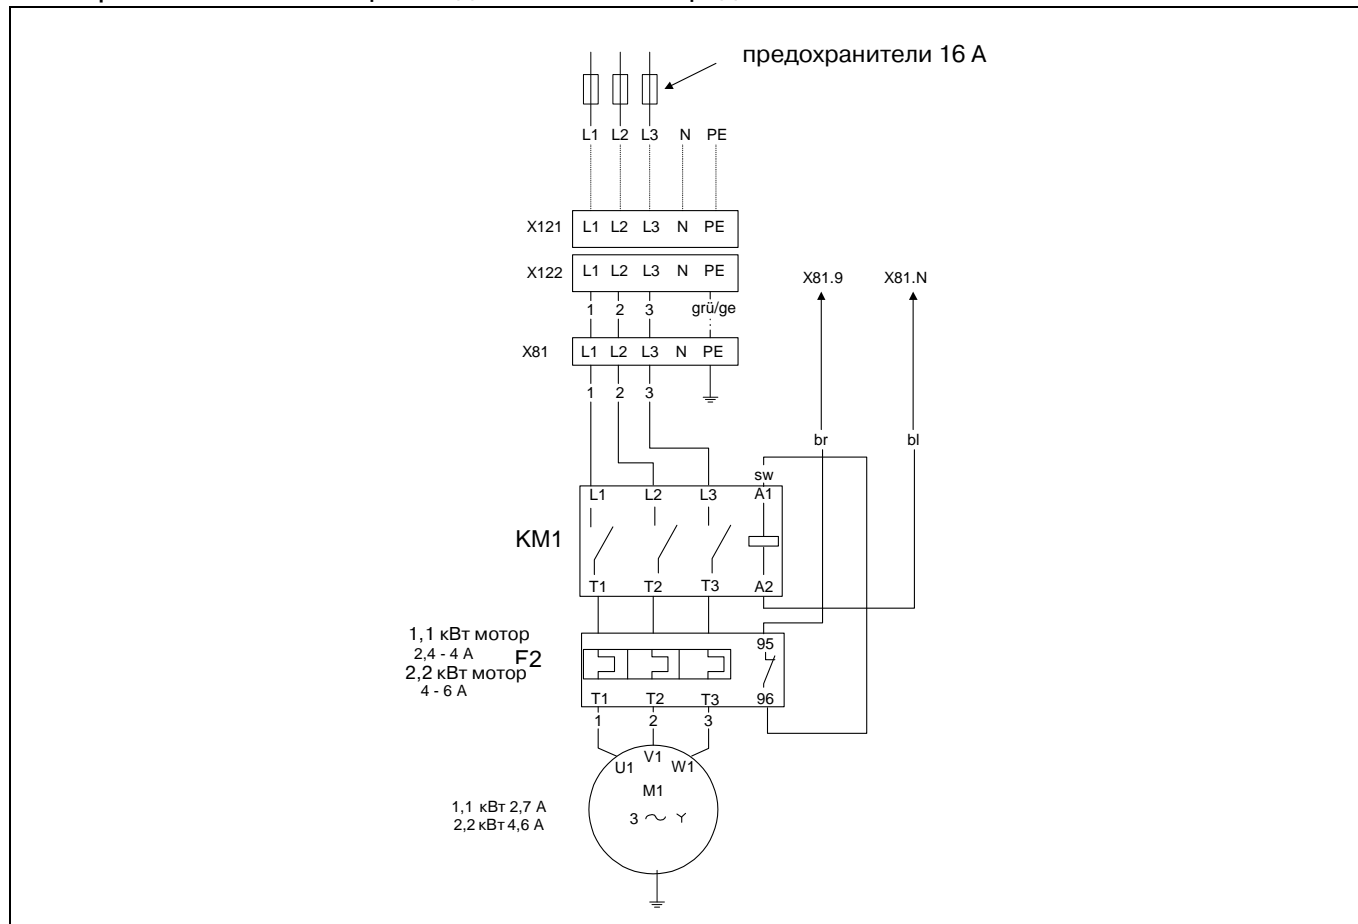 предохранители 16 А
L1 L2 L3 N PE
X121 L1 L2 L3 N PE
X122 L1 L2 L3 N PE
X81.9 X81.N
1 2 3 grü/ge
X81 L1 L2 L3 N PE
1 2 3
br bl
sw
L1 L2 L3 A1
KM1
T1 T2 T3 A2
1,1 кВт мотор
2,4 - 4 А
F2
95
2,2 кВт мотор
4 - 6 А
T1 T2 T3 96
1 2 3
U1 V1 W1
M1
1,1 кВт 2,7 А
2,2 кВт 4,6 А
3 ~ Y